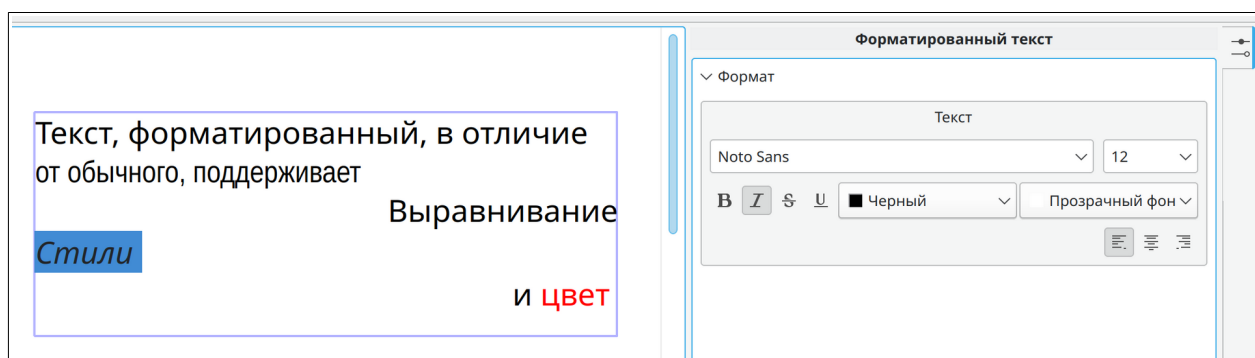 Текст, форматированный, в отличие
от обычного, поддерживает
Выравнивание
Стили
и цвет
Форматированный текст
Формат
Текст
Noto Sans 12
B I S U Черный Прозрачный фон